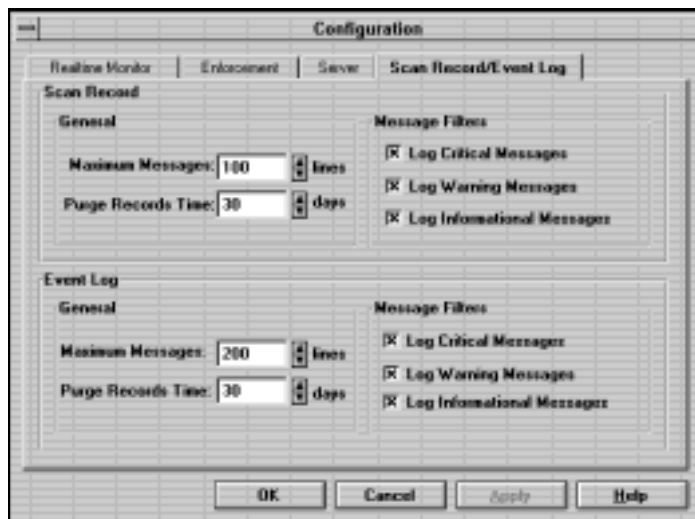 Configuration
Realtime Monitor Enforcement Server Scan Record/Event Log
Scan Record
General
Maximum Messages: 100 lines
Purge Records Time: 30 days
Message Filters
Log Critical Messages
Log Warning Messages
Log Informational Messages
Event Log
General
Maximum Messages: 200 lines
Purge Records Time: 30 days
Message Filters
Log Critical Messages
Log Warning Messages
Log Informational Messages
OK Cancel Apply Help